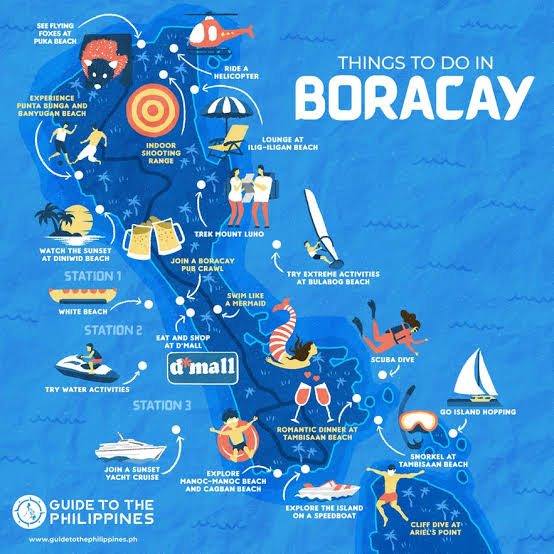 THINGS TO DO IN
BORACAY
SEE FLYING
FOXES AT
PUKA BEACH
RIDE A
HELICOPTER
EXPERIENCE
PUNTA BUNGA AND
BANYUGAN BEACH
INDOOR
SHOOTING
RANGE
LOUNGE AT
ILIG-ILIGAN BEACH
TREK MOUNT LUHO
WATCH THE SUNSET
AT DINIWID BEACH
JOIN A BORACAY
PUB CRAWL
TRY EXTREME ACTIVITIES
AT BULABOG BEACH
STATION 1
WHITE BEACH
SWIM LIKE
A MERMAID
STATION 2
EAT AND SHOP
AT D'MALL
d*mall
SCUBA DIVE
TRY WATER ACTIVITIES
STATION 3
GO ISLAND HOPPING
ROMANTIC DINNER AT
TAMBISAAN BEACH
SNORKEL AT
TAMBISAAN BEACH
JOIN A SUNSET
YACHT CRUISE
EXPLORE
MANOC-MANOC BEACH
AND CAGBAN BEACH
EXPLORE THE ISLAND
ON A SPEEDBOAT
CLIFF DIVE AT
ARIEL'S POINT
GUIDE TO THE
PHILIPPINES
www.guidetothephilippines.ph